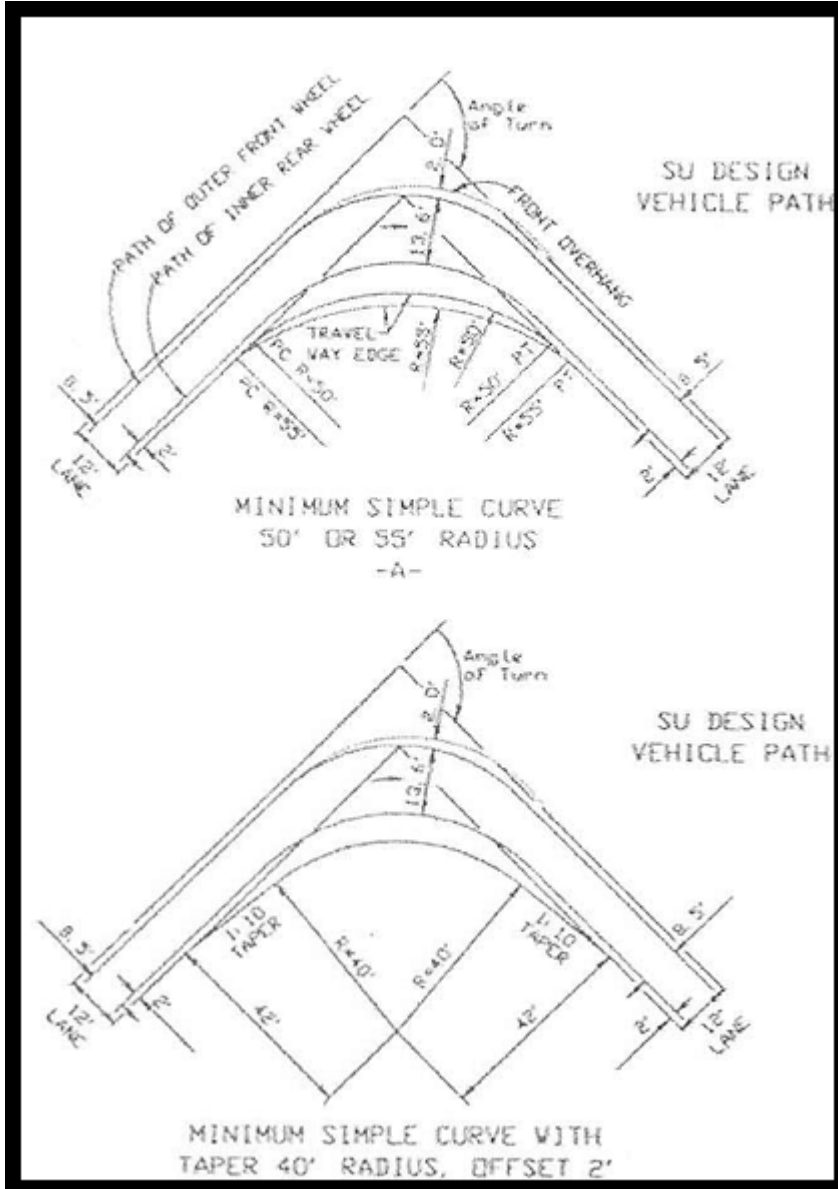 PATH OF OUTER FRONT WHEEL
PATH OF INNER REAR WHEEL
Angle
of Turn
2.0'
SU DESIGN
VEHICLE PATH
FRONT OVERHANG
13.6'
TRAVEL
WAY EDGE
PC R=50'
PC R=55'
R=55'
R=50'
R=50'
R=55'
8.5'
12'
LANE
2'
8.5'
2'
12'
LANE
MINIMUM SIMPLE CURVE
50' OR 55' RADIUS
-A-
Angle
of Turn
2.0'
SU DESIGN
VEHICLE PATH
13.6'
8.5'
12'
LANE
2'
1:10
TAPER
R=40'
R=40'
1:10
TAPER
42'
42'
8.5'
2'
12'
LANE
MINIMUM SIMPLE CURVE WITH
TAPER 40' RADIUS, OFFSET 2'